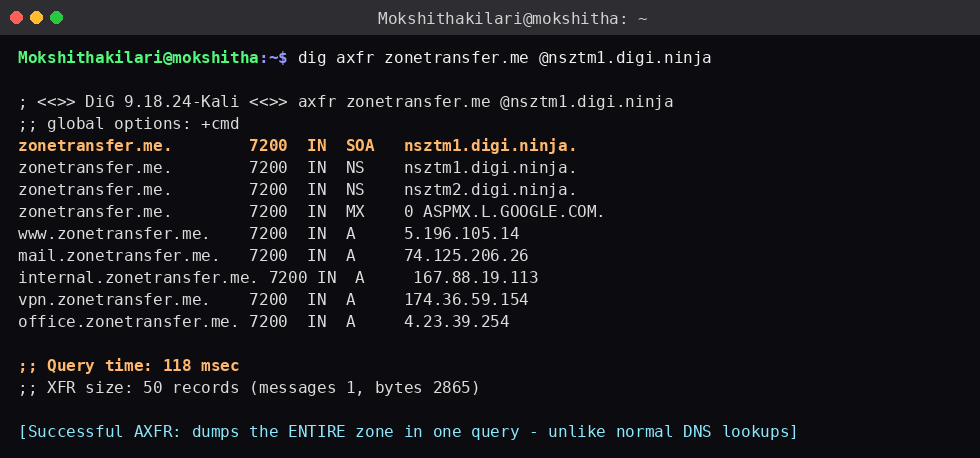 Mokshithakilari@mokshitha: ~
Mokshithakilari@mokshitha:~$ dig axfr zonetransfer.me @nsztm1.digi.ninja
; <<>> DiG 9.18.24-Kali <<>> axfr zonetransfer.me @nsztm1.digi.ninja
;; global options: +cmd
zonetransfer.me.        7200  IN  SOA   nsztm1.digi.ninja.
zonetransfer.me.        7200  IN  NS    nsztm1.digi.ninja.
zonetransfer.me.        7200  IN  NS    nsztm2.digi.ninja.
zonetransfer.me.        7200  IN  MX    0 ASPMX.L.GOOGLE.COM.
www.zonetransfer.me.    7200  IN  A     5.196.105.14
mail.zonetransfer.me.   7200  IN  A     74.125.206.26
internal.zonetransfer.me. 7200 IN  A     167.88.19.113
vpn.zonetransfer.me.    7200  IN  A     174.36.59.154
office.zonetransfer.me. 7200  IN  A     4.23.39.254
;; Query time: 118 msec
;; XFR size: 50 records (messages 1, bytes 2865)
[Successful AXFR: dumps the ENTIRE zone in one query - unlike normal DNS lookups]